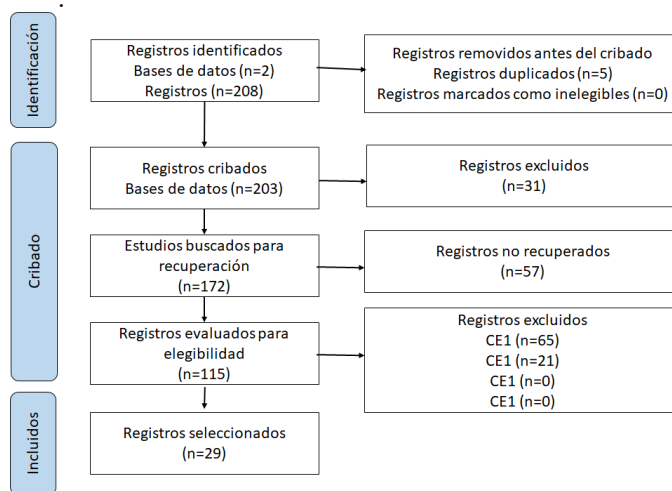 .
Identificación
Registros identificados
Bases de datos (n=2)
Registros (n=208)
Registros removidos antes del cribado
Registros duplicados (n=5)
Registros marcados como inelegibles (n=0)
Cribado
Registros cribados
Bases de datos (n=203)
Registros excluidos
(n=31)
Estudios buscados para
recuperación
(n=172)
Registros no recuperados
(n=57)
Registros evaluados para
elegibilidad
(n=115)
Registros excluidos
CE1 (n=65)
CE1 (n=21)
CE1 (n=0)
CE1 (n=0)
Incluidos
Registros seleccionados
(n=29)